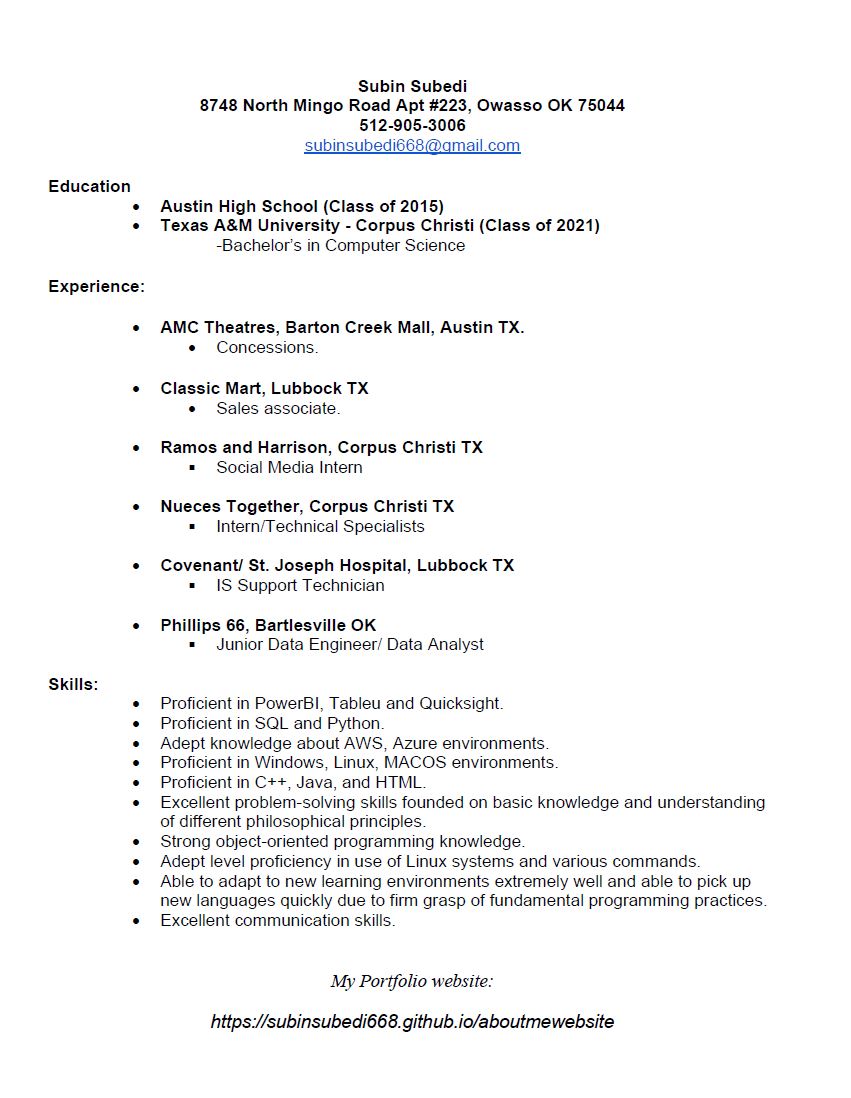 Subin Subedi
8748 North Mingo Road Apt #223, Owasso OK 75044
512-905-3006
subinsubedi668@gmail.com
Education
• Austin High School (Class of 2015)
• Texas A&M University - Corpus Christi (Class of 2021)
-Bachelor’s in Computer Science
Experience:
• AMC Theatres, Barton Creek Mall, Austin TX.
• Concessions.
• Classic Mart, Lubbock TX
• Sales associate.
• Ramos and Harrison, Corpus Christi TX
▪ Social Media Intern
• Nueces Together, Corpus Christi TX
▪ Intern/Technical Specialists
• Covenant/ St. Joseph Hospital, Lubbock TX
▪ IS Support Technician
• Phillips 66, Bartlesville OK
▪ Junior Data Engineer/ Data Analyst
Skills:
• Proficient in PowerBI, Tableu and Quicksight.
• Proficient in SQL and Python.
• Adept knowledge about AWS, Azure environments.
• Proficient in Windows, Linux, MACOS environments.
• Proficient in C++, Java, and HTML.
• Excellent problem-solving skills founded on basic knowledge and understanding
of different philosophical principles.
• Strong object-oriented programming knowledge.
• Adept level proficiency in use of Linux systems and various commands.
• Able to adapt to new learning environments extremely well and able to pick up
new languages quickly due to firm grasp of fundamental programming practices.
• Excellent communication skills.
My Portfolio website:
https://subinsubedi668.github.io/aboutmewebsite